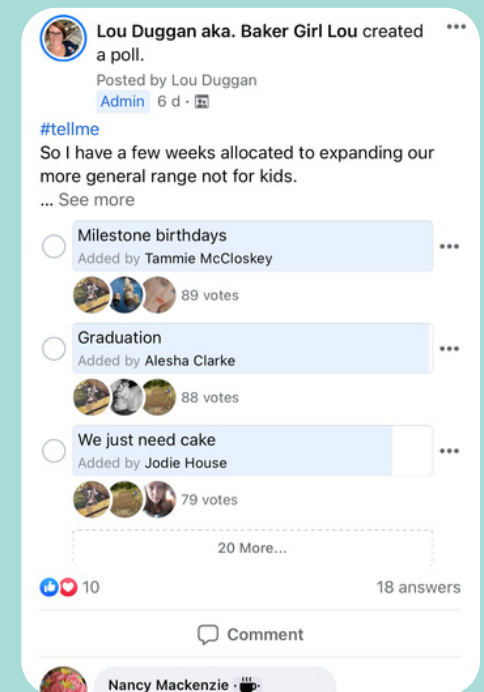 Lou Duggan aka. Baker Girl Lou created
a poll.
Posted by Lou Duggan
Admin 6 d ·
#tellme
So I have a few weeks allocated to expanding our
more general range not for kids.
... See more
Milestone birthdays
Added by Tammie McCloskey
89 votes
Graduation
Added by Alesha Clarke
88 votes
We just need cake
Added by Jodie House
79 votes
20 More...
10
18 answers
Comment
Nancy Mackenzie ·